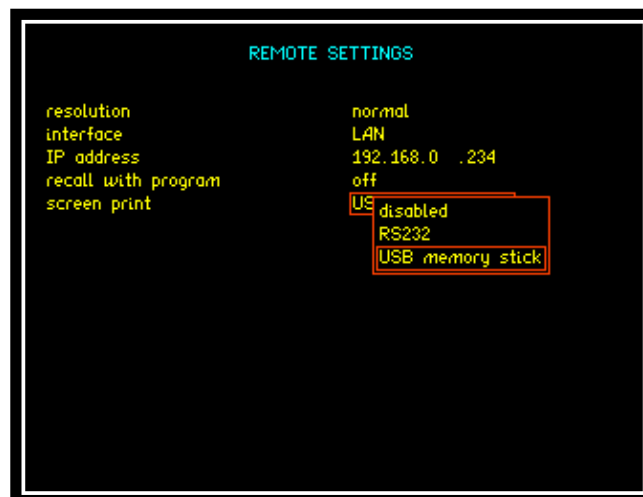 REMOTE SETTINGS
resolution normal
interface LAN
IP address 192.168.0 .234
recall with program off
screen print US
disabled
RS232
USB memory stick